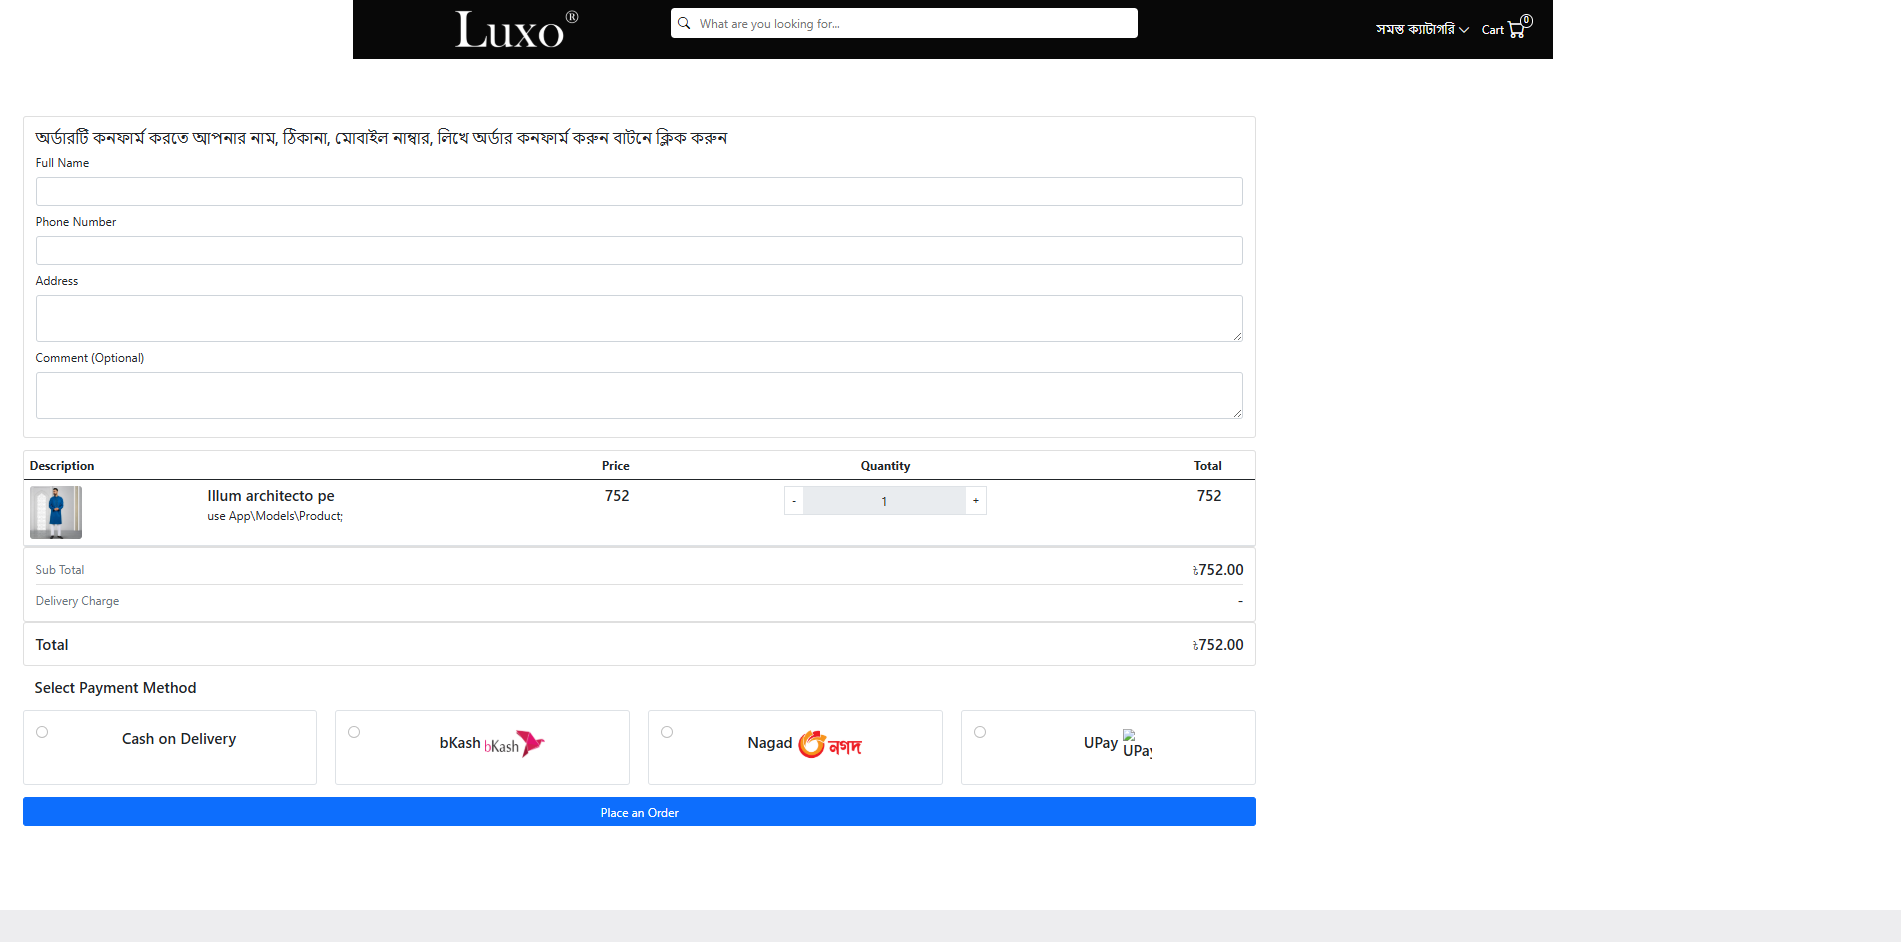 Luxo®
What are you looking for...
সমস্ত ক্যাটাগরি
Cart 0
অর্ডারটি কনফার্ম করতে আপনার নাম, ঠিকানা, মোবাইল নাম্বার, লিখে অর্ডার কনফার্ম করুন বাটনে ক্লিক করুন
Full Name
Phone Number
Address
Comment (Optional)
Description Price Quantity Total
Illum architecto pe 752 - 1 + 752
use App\Models\Product;
Sub Total ৳752.00
Delivery Charge -
Total ৳752.00
Select Payment Method
Cash on Delivery
bKash bKash
Nagad নগদ
UPay UPay
Place an Order